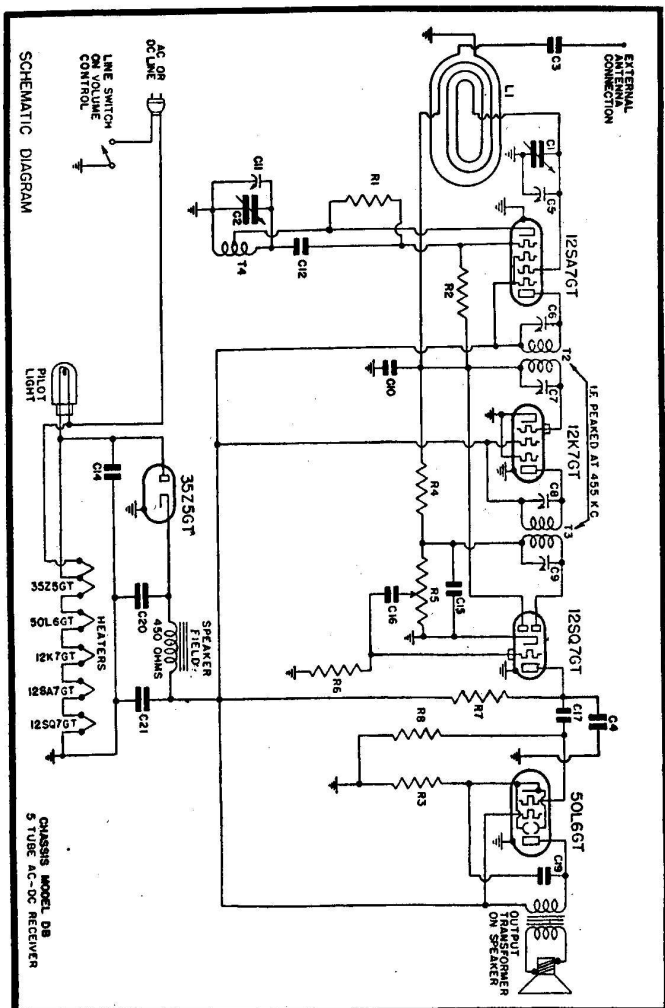 EXTERNAL
ANTENNA
CONNECTION
C3
L1
C1
C5
12SA7GT
R1
C11
C2
T4
C12
R2
C6
T2
C7
I.F. PEAKED AT 455 K C
12K7GT
C10
C8
T3
C9
R4
12SQ7GT
C15
R5
C16
R6
R7
C17
C4
R8
R3
50L6GT
C19
OUTPUT
TRANSFORMER
ON SPEAKER
AC OR
DC LINE
LINE SWITCH
ON VOLUME
CONTROL
PILOT
LIGHT
35Z5GT
C14
C20
SPEAKER
FIELD
450 OHMS
C21
HEATERS
35Z5GT
50L6GT
12K7GT
12SA7GT
12SQ7GT
SCHEMATIC DIAGRAM
CHASSIS MODEL DB
5 TUBE AC-DC RECEIVER